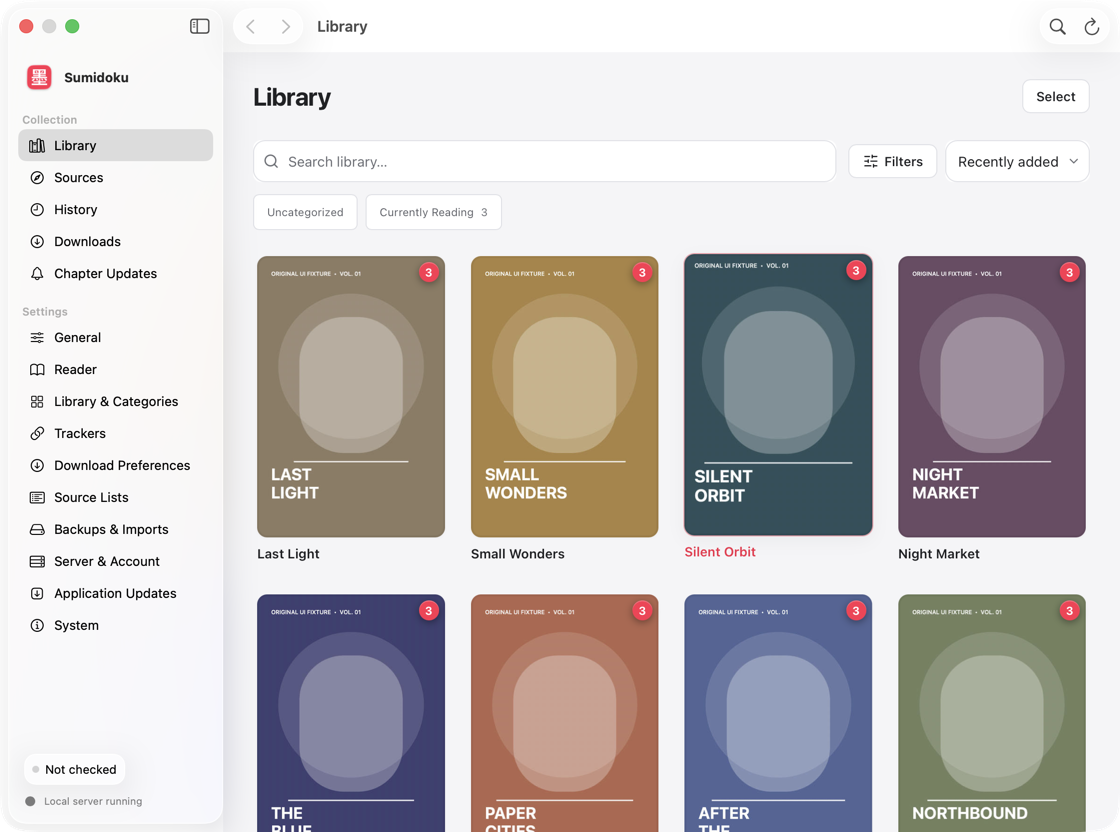 Library
墨
Sumidoku
Collection
Library
Sources
History
Downloads
Chapter Updates
Settings
General
Reader
Library & Categories
Trackers
Download Preferences
Source Lists
Backups & Imports
Server & Account
Application Updates
System
Not checked
Local server running
Library
Select
Search library...
Filters
Recently added
Uncategorized
Currently Reading 3
ORIGINAL UI FIXTURE • VOL. 01
3
LAST
LIGHT
Last Light
ORIGINAL UI FIXTURE • VOL. 01
3
SMALL
WONDERS
Small Wonders
ORIGINAL UI FIXTURE • VOL. 01
3
SILENT
ORBIT
Silent Orbit
ORIGINAL UI FIXTURE • VOL. 01
3
NIGHT
MARKET
Night Market
ORIGINAL UI FIXTURE • VOL. 01
3
THE
BLUE
ORIGINAL UI FIXTURE • VOL. 01
3
PAPER
CITIES
ORIGINAL UI FIXTURE • VOL. 01
3
AFTER
THE
ORIGINAL UI FIXTURE • VOL. 01
3
NORTHBOUND